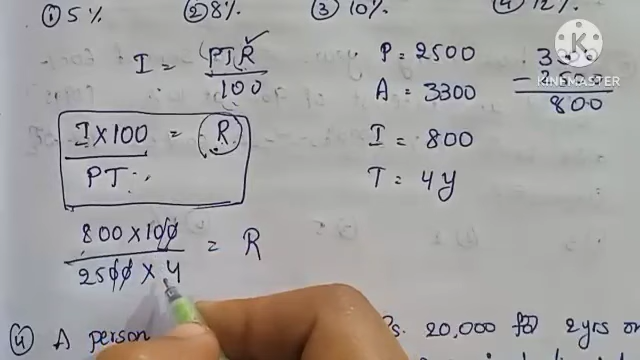 ① 5% ② 8% ③ 10% ④ 12%
I = PTR/100
P = 2500
3300
- 2500
800
A = 3300
I×100/PT = R
I = 800
T = 4y
800 × 100/2500 × 4 = R
④ A person Rs. 20,000 for 2yrs on
KINEMASTER